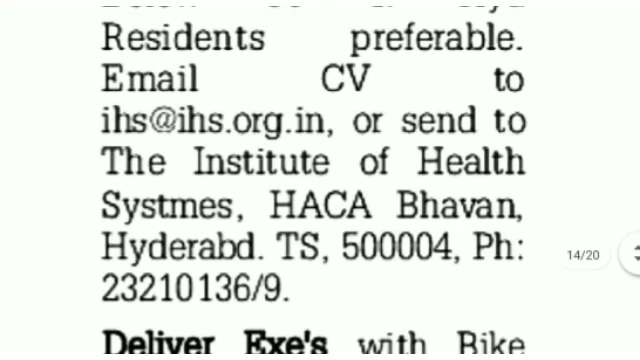 Residents preferable.
Email CV to
ihs@ihs.org.in, or send to
The Institute of Health
Systmes, HACA Bhavan,
Hyderabd. TS, 500004, Ph:
23210136/9.
14/20
Deliver Exe's with Bike